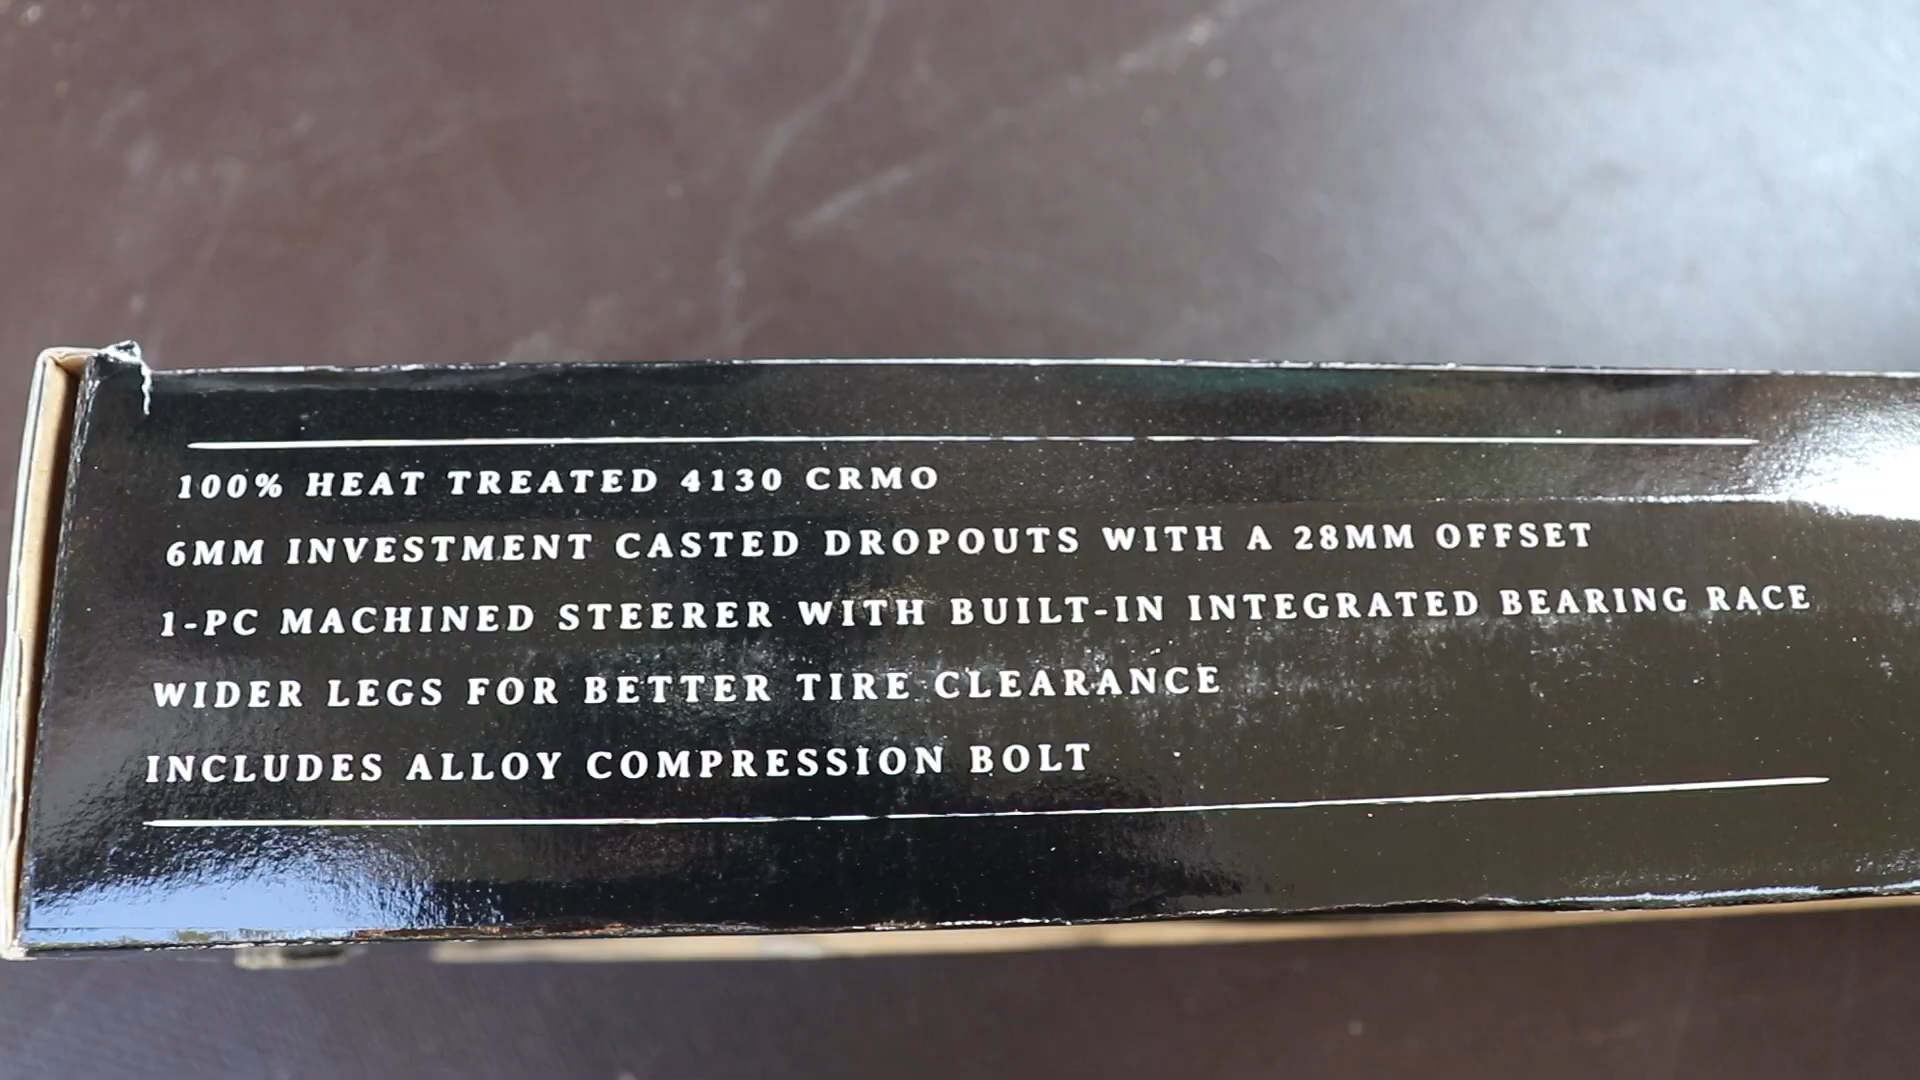 100% HEAT TREATED 4130 CRMO
6MM INVESTMENT CASTED DROPOUTS WITH A 28MM OFFSET
1-PC MACHINED STEERER WITH BUILT-IN INTEGRATED BEARING RACE
WIDER LEGS FOR BETTER TIRE CLEARANCE
INCLUDES ALLOY COMPRESSION BOLT